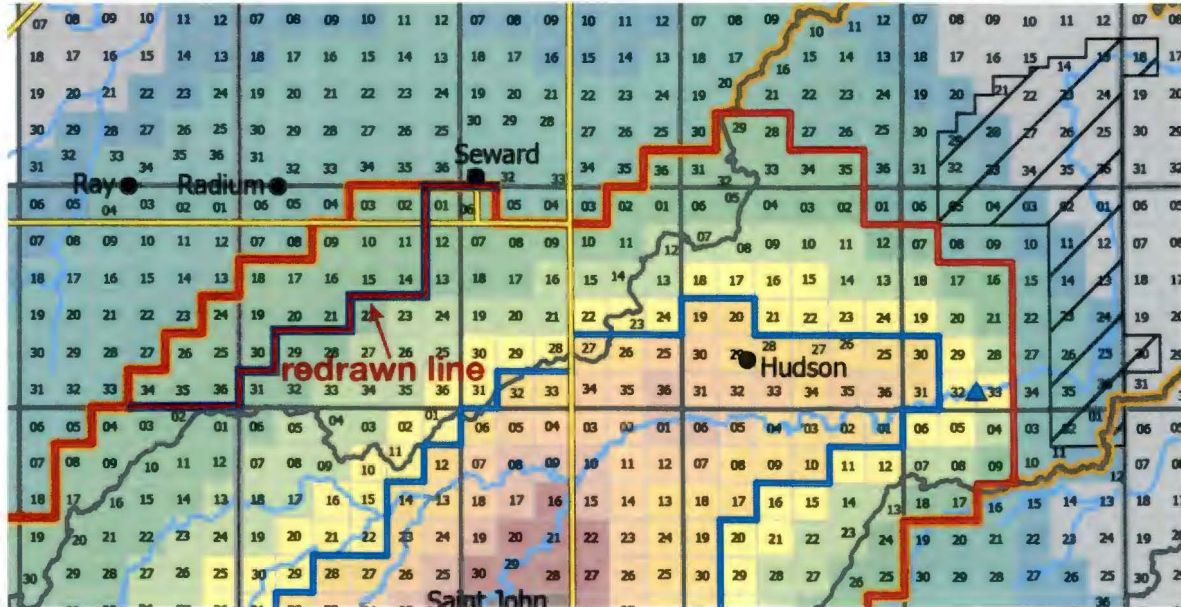 07 08 09 10 11 12 07 08 09 10 11 12 07 08 09 10 11 12 07 08 09 10 11 12 07 08 09 10 11 12 07 08
18 17 16 15 14 13 18 17 16 15 14 13 18 17 16 15 14 13 18 17 16 15 14 13 18 17 16 15 14 13 18 17
19 20 21 22 23 24 19 20 21 22 23 24 19 20 21 22 23 24 19 20 21 22 23 24 19 20 21 22 23 24 19 20
30 29 28 27 26 25 30 29 28 27 26 25 30 29 28 27 26 25 30 29 28 27 26 25 30 29 28 27 26 25 30 29
31 32 33 34 35 36 31 32 33 34 35 36 31 32 33 34 35 36 31 32 33 34 35 36 31 32 33 34 35 36 31 32
Seward
Ray Radium
06 05 04 03 02 01 06 05 04 03 02 01 06 03 02 01 05 04 03 02 01 06 05 04 03 02 01 06 05
07 08 09 10 11 12 07 08 09 10 11 12 07 08 09 10 11 12 07 08 09 10 11 12 07 08 09 10 11 12 07 08
18 17 16 15 14 13 18 17 16 15 14 13 18 17 16 15 14 13 18 17 16 15 14 13 18 17 16 15 14 13 18 17
19 20 21 22 23 24 19 20 21 22 23 24 19 20 21 22 23 24 19 20 21 22 23 24 19 20 21 22 23 24 19 20
30 29 28 27 26 25 30 29 28 27 26 25 30 29 28 27 26 25 30 29 28 27 26 25 30 29 28 27 26 25 30 29
redrawn line
Hudson
31 32 33 34 35 36 31 36 31 32 33 34 35 36 31 32 33 34 35 36 31 32 33 34 35 36 31 32
06 05 04 03 02 01 06 05 04 03 02 01 06 05 04 03 02 01 06 05 04 03 02 01 06 05 04 03 02 01 06 05
07 08 09 10 11 12 07 08 09 10 11 12 07 08 09 10 11 12 07 08 09 10 11 12 07 08 09 10 11 12 07 08
18 17 16 15 14 13 18 17 16 15 14 13 18 17 16 15 14 13 18 17 16 15 14 13 18 17 16 15 14 13 18 17
19 20 21 22 23 24 19 20 21 22 23 24 19 20 21 22 23 24 19 20 21 22 23 24 19 20 21 22 23 24 19 20
30 29 28 27 26 25 30 29 28 27 26 25 30 29 28 27 26 25 30 29 28 27 26 25 30 29 28 27 26 25 30 29
Saint John